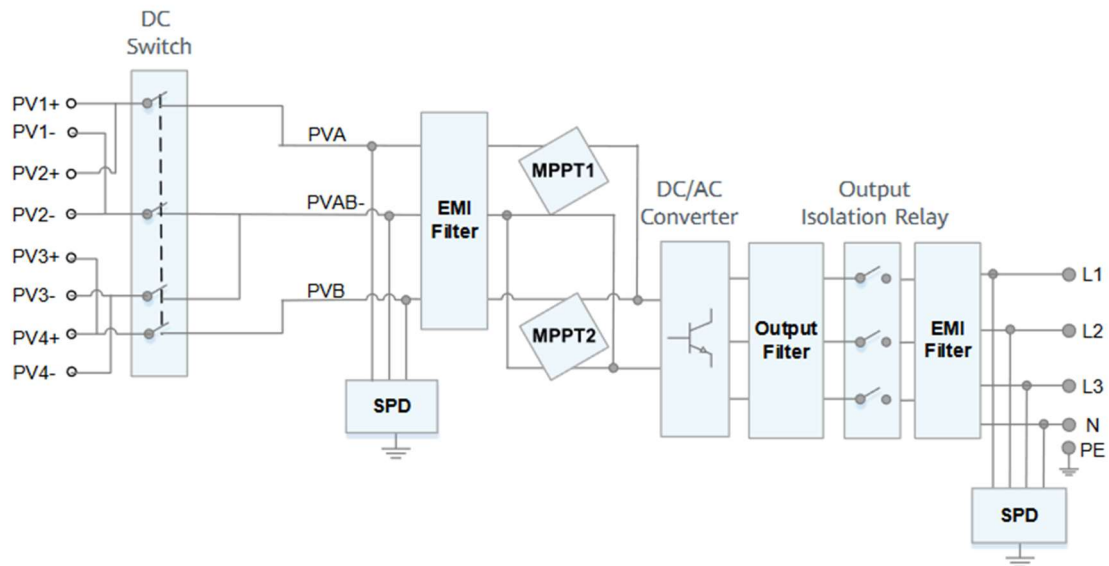 DC
Switch
PV1+
PV1-
PV2+
PV2-
PV3+
PV3-
PV4+
PV4-
PVA
PVAB-
PVB
SPD
EMI
Filter
MPPT1
MPPT2
DC/AC
Converter
Output
Filter
Output
Isolation Relay
EMI
Filter
L1
L2
L3
N
PE
SPD